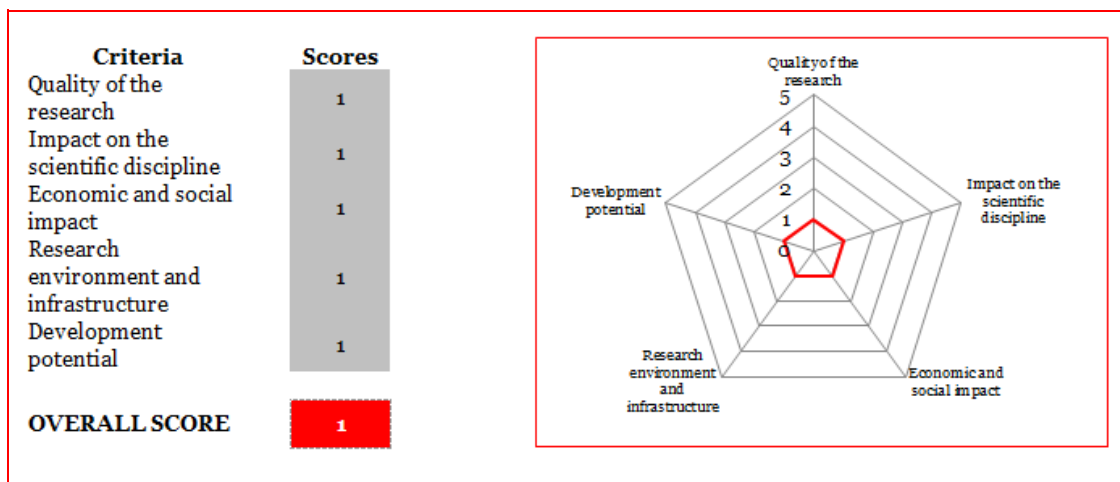 Criteria Scores
Quality of the
research 1
Impact on the
scientific discipline 1
Economic and social
impact 1
Research
environment and
infrastructure 1
Development
potential 1
OVERALL SCORE 1
Quality of the
research
5
4
3
2
1
0
Impact on the
scientific
discipline
Economic and
social impact
Research
environment
and
infrastructure
Development
potential